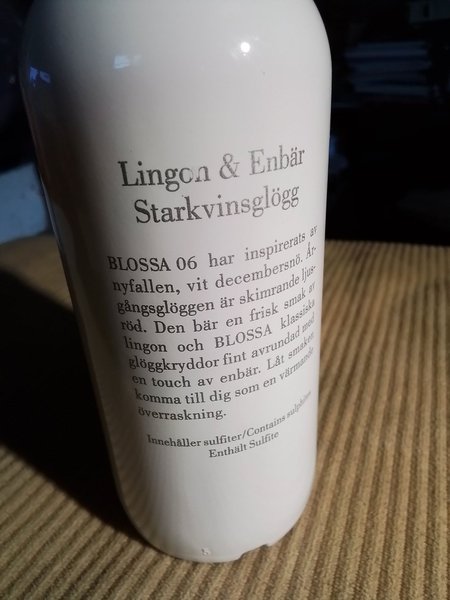 Lingon & Enbär
Starkvinsglögg
BLOSSA 06 har inspirerats av
nyfallen, vit decembersnö. År-
gångsglöggen är skimrande ljus-
röd. Den bär en frisk smak av
lingon och BLOSSA klassiska
glöggkryddor fint avrundad med
en touch av enbär. Låt smaken
komma till dig som en värmande
överraskning.
Innehåller sulfiter/Contains sulphites
Enthält Sulfite